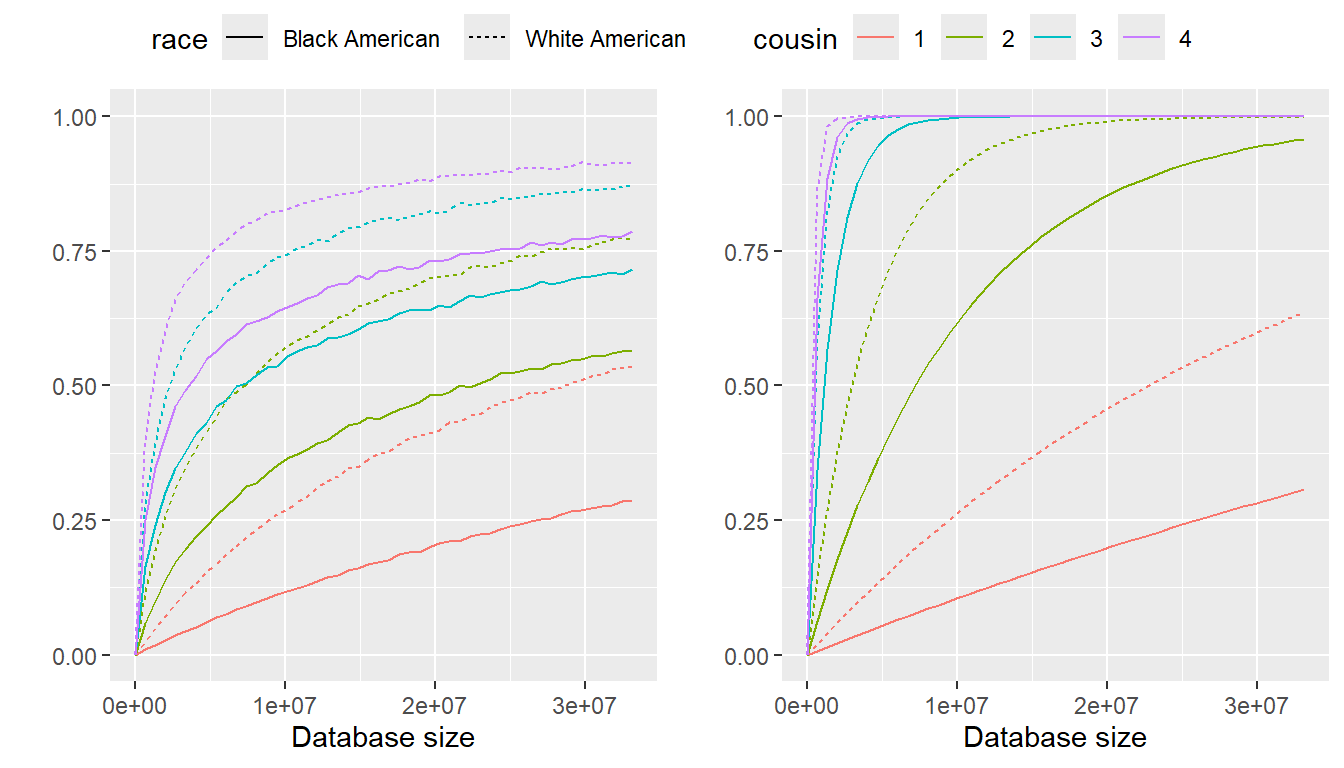 race Black American White American cousin 1 2 3 4
1.00 1.00
0.75 0.75
0.50 0.50
0.25 0.25
0.00 0.00
0e+00 1e+07 2e+07 3e+07 0e+00 1e+07 2e+07 3e+07
Database size Database size